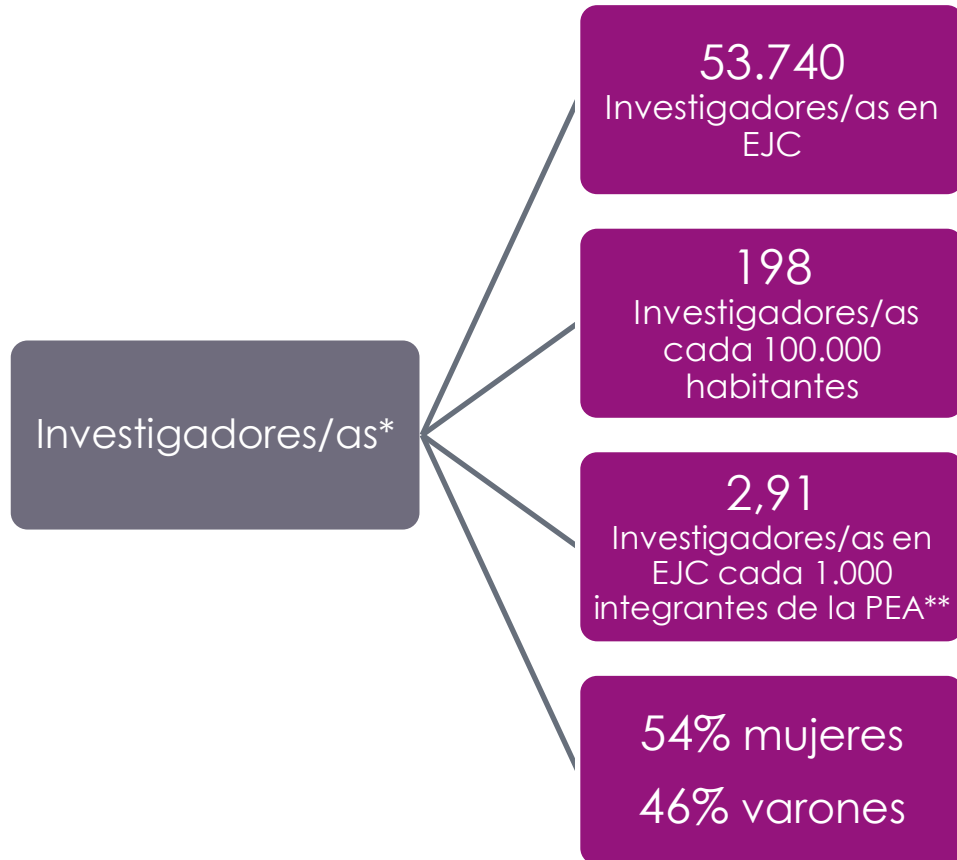 53.740
Investigadores/as en
EJC
198
Investigadores/as
cada 100.000
habitantes
Investigadores/as*
2,91
Investigadores/as en
EJC cada 1.000
integrantes de la PEA**
54% mujeres
46% varones